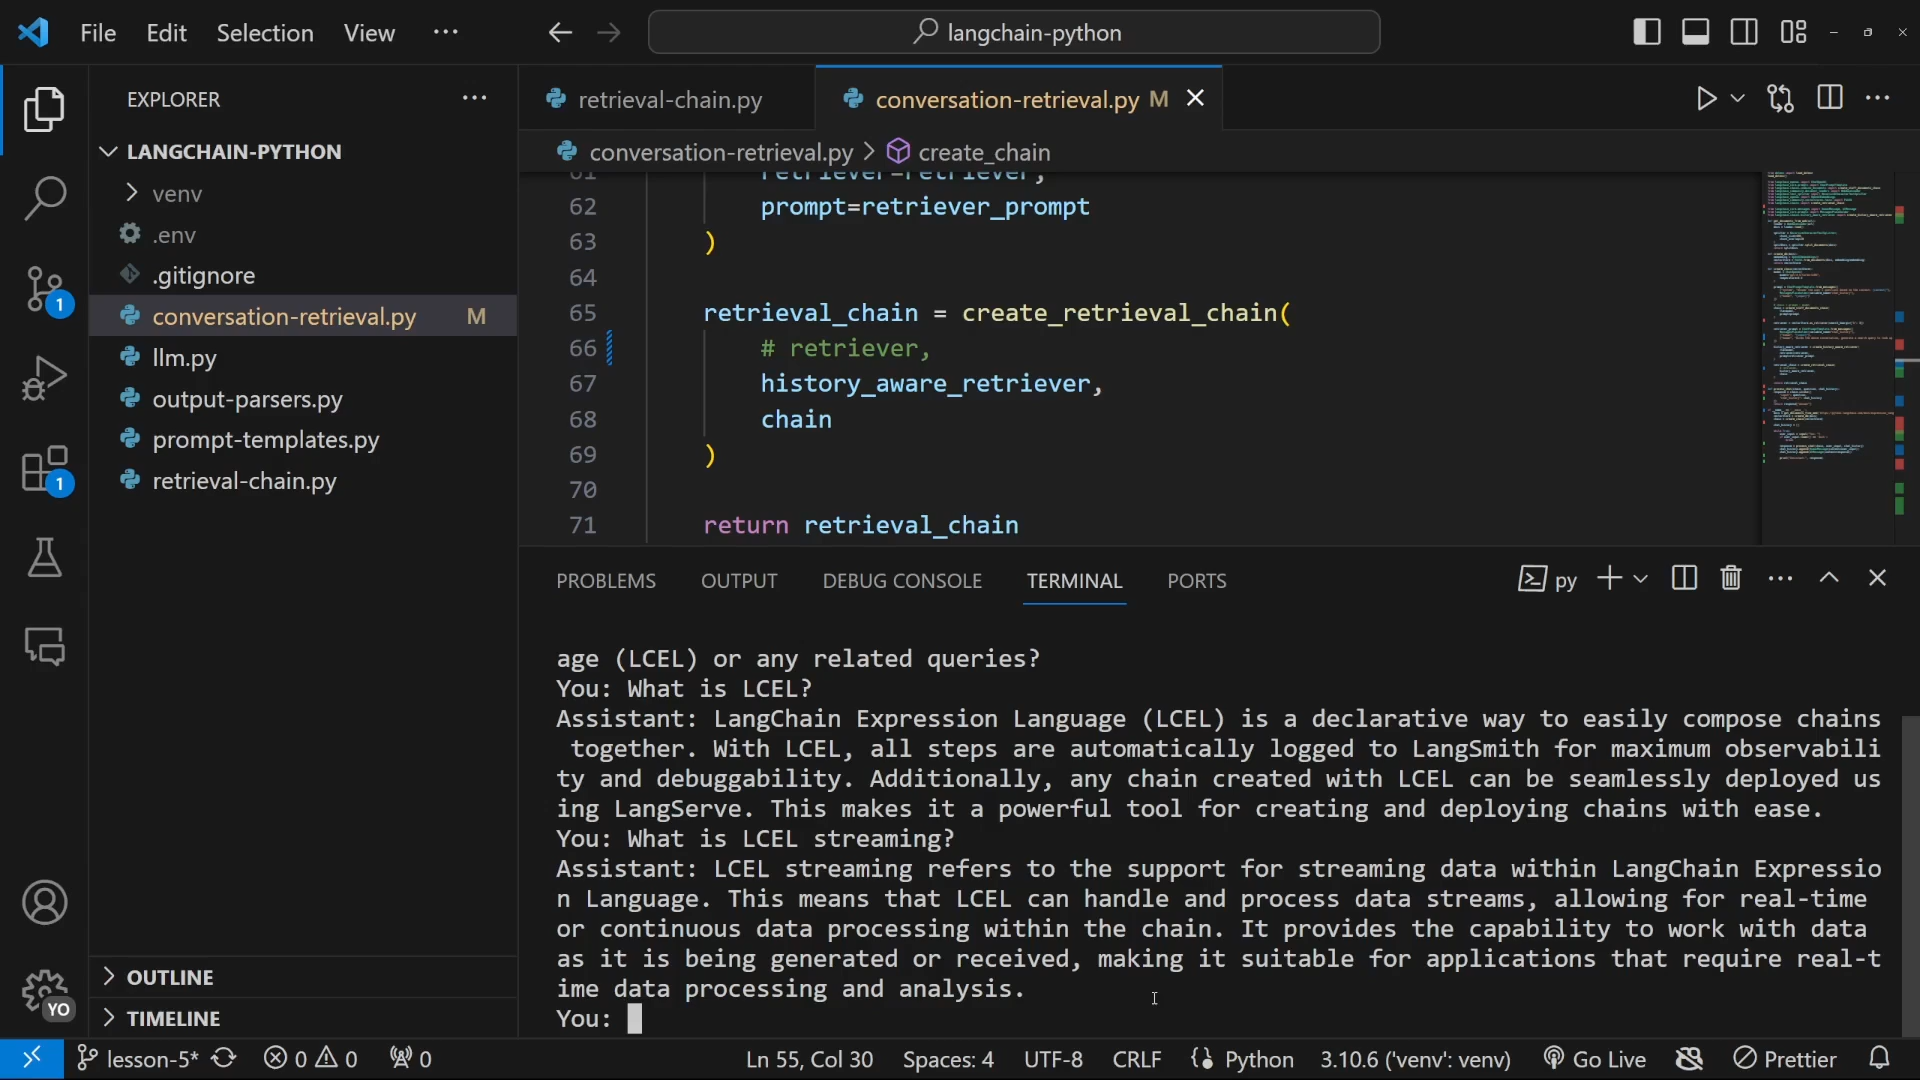 File Edit Selection View ··· langchain-python
EXPLORER ···
LANGCHAIN-PYTHON
venv
.env
.gitignore
conversation-retrieval.py M
llm.py
output-parsers.py
prompt-templates.py
retrieval-chain.py
OUTLINE
TIMELINE
1
1
YO
retrieval-chain.py conversation-retrieval.py M
conversation-retrieval.py > create_chain
61 retriever=retriever,
62 prompt=retriever_prompt
63 )
64
65 retrieval_chain = create_retrieval_chain(
66 # retriever,
67 history_aware_retriever,
68 chain
69 )
70
71 return retrieval_chain
PROBLEMS OUTPUT DEBUG CONSOLE TERMINAL PORTS py
age (LCEL) or any related queries?
You: What is LCEL?
Assistant: LangChain Expression Language (LCEL) is a declarative way to easily compose chains
together. With LCEL, all steps are automatically logged to LangSmith for maximum observabili
ty and debuggability. Additionally, any chain created with LCEL can be seamlessly deployed us
ing LangServe. This makes it a powerful tool for creating and deploying chains with ease.
You: What is LCEL streaming?
Assistant: LCEL streaming refers to the support for streaming data within LangChain Expressio
n Language. This means that LCEL can handle and process data streams, allowing for real-time
or continuous data processing within the chain. It provides the capability to work with data
as it is being generated or received, making it suitable for applications that require real-t
ime data processing and analysis.
You:
lesson-5* 0 0 0 Ln 55, Col 30 Spaces: 4 UTF-8 CRLF Python 3.10.6 ('venv': venv) Go Live Prettier